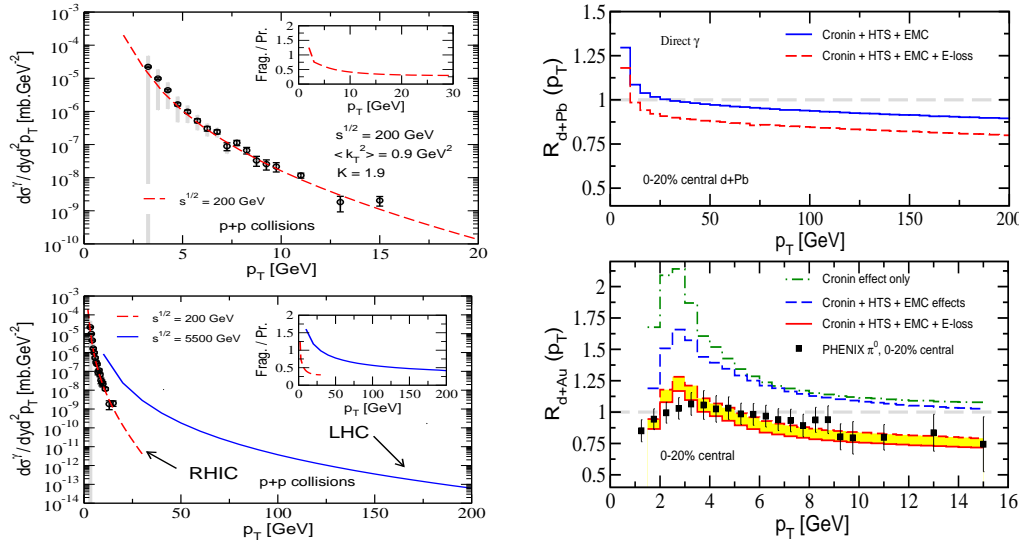 10^-4
10^-5
10^-6
10^-7
10^-8
10^-9
10^-10
dσ^γ/dyd^2p_T [mb.GeV^-2]
0 5 10 15 20
p_T [GeV]
2
1.5
1
0.5
0
Frag. / Pr.
0 10 20 30
p_T [GeV]
s^1/2 = 200 GeV
<k_T^2> = 0.9 GeV^2
K = 1.9
s^1/2 = 200 GeV
p+p collisions
10^-3
10^-4
10^-5
10^-6
10^-7
10^-8
10^-9
10^-10
10^-11
10^-12
10^-13
10^-14
dσ^γ/dyd^2p_T [mb.GeV^-2]
0 50 100 150 200
p_T [GeV]
s^1/2 = 200 GeV
s^1/2 = 5500 GeV
2
1.5
1
0.5
0
Frag. / Pr.
0 50 100 150 200
p_T [GeV]
LHC
RHIC
p+p collisions
1.5
1.25
1
0.75
0.5
R_d+Pb (p_T)
Direct γ
Cronin + HTS + EMC
Cronin + HTS + EMC + E-loss
0-20% central d+Pb
50 100 150 200
p_T [GeV]
2
1.75
1.5
1.25
1
0.75
0.5
R_d+Au (p_T)
Cronin effect only
Cronin + HTS + EMC effects
Cronin + HTS + EMC + E-loss
PHENIX π^0, 0-20% central
0-20% central
0 2 4 6 8 10 12 14 16
p_T [GeV]